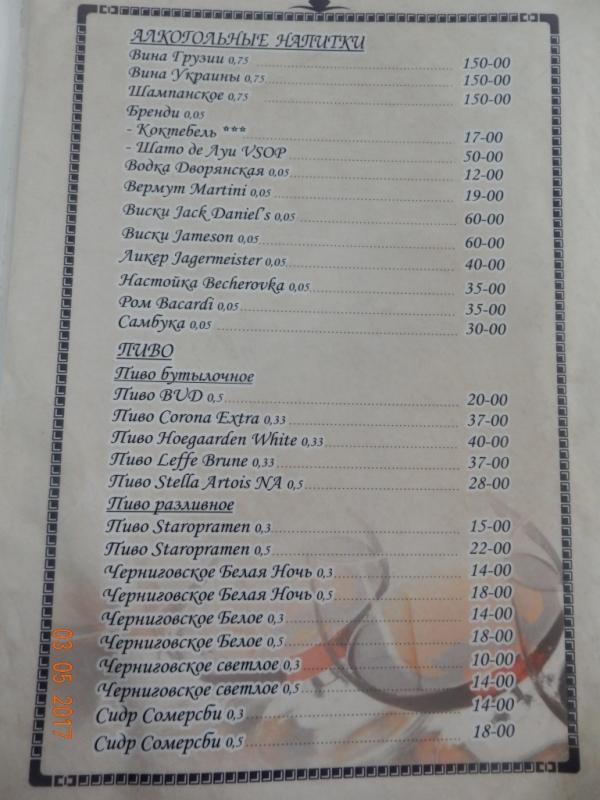 АЛКОГОЛЬНЫЕ НАПИТКИ
Вина Грузии 0,75 150-00
Вина Украины 0,75 150-00
Шампанское 0,75 150-00
Бренди 0,05
- Коктебель *** 17-00
- Шато де Луи VSOP 50-00
Водка Дворянская 0,05 12-00
Вермут Martini 0,05 19-00
Виски Jack Daniel's 0,05 60-00
Виски Jameson 0,05 60-00
Ликер Jagermeister 0,05 40-00
Настойка Becherovka 0,05 35-00
Ром Bacardi 0,05 35-00
Самбука 0,05 30-00
ПИВО
Пиво бутылочное
Пиво BUD 0,5 20-00
Пиво Corona Extra 0,33 37-00
Пиво Hoegaarden White 0,33 40-00
Пиво Leffe Brune 0,33 37-00
Пиво Stella Artois NA 0,5 28-00
Пиво разливное
Пиво Staropramen 0,3 15-00
Пиво Staropramen 0,5 22-00
Черниговское Белая Ночь 0,3 14-00
Черниговское Белая Ночь 0,5 18-00
Черниговское Белое 0,3 14-00
Черниговское Белое 0,5 18-00
Черниговское светлое 0,3 10-00
Черниговское светлое 0,5 14-00
Сидр Сомерсби 0,3 14-00
Сидр Сомерсби 0,5 18-00
03 05 2017